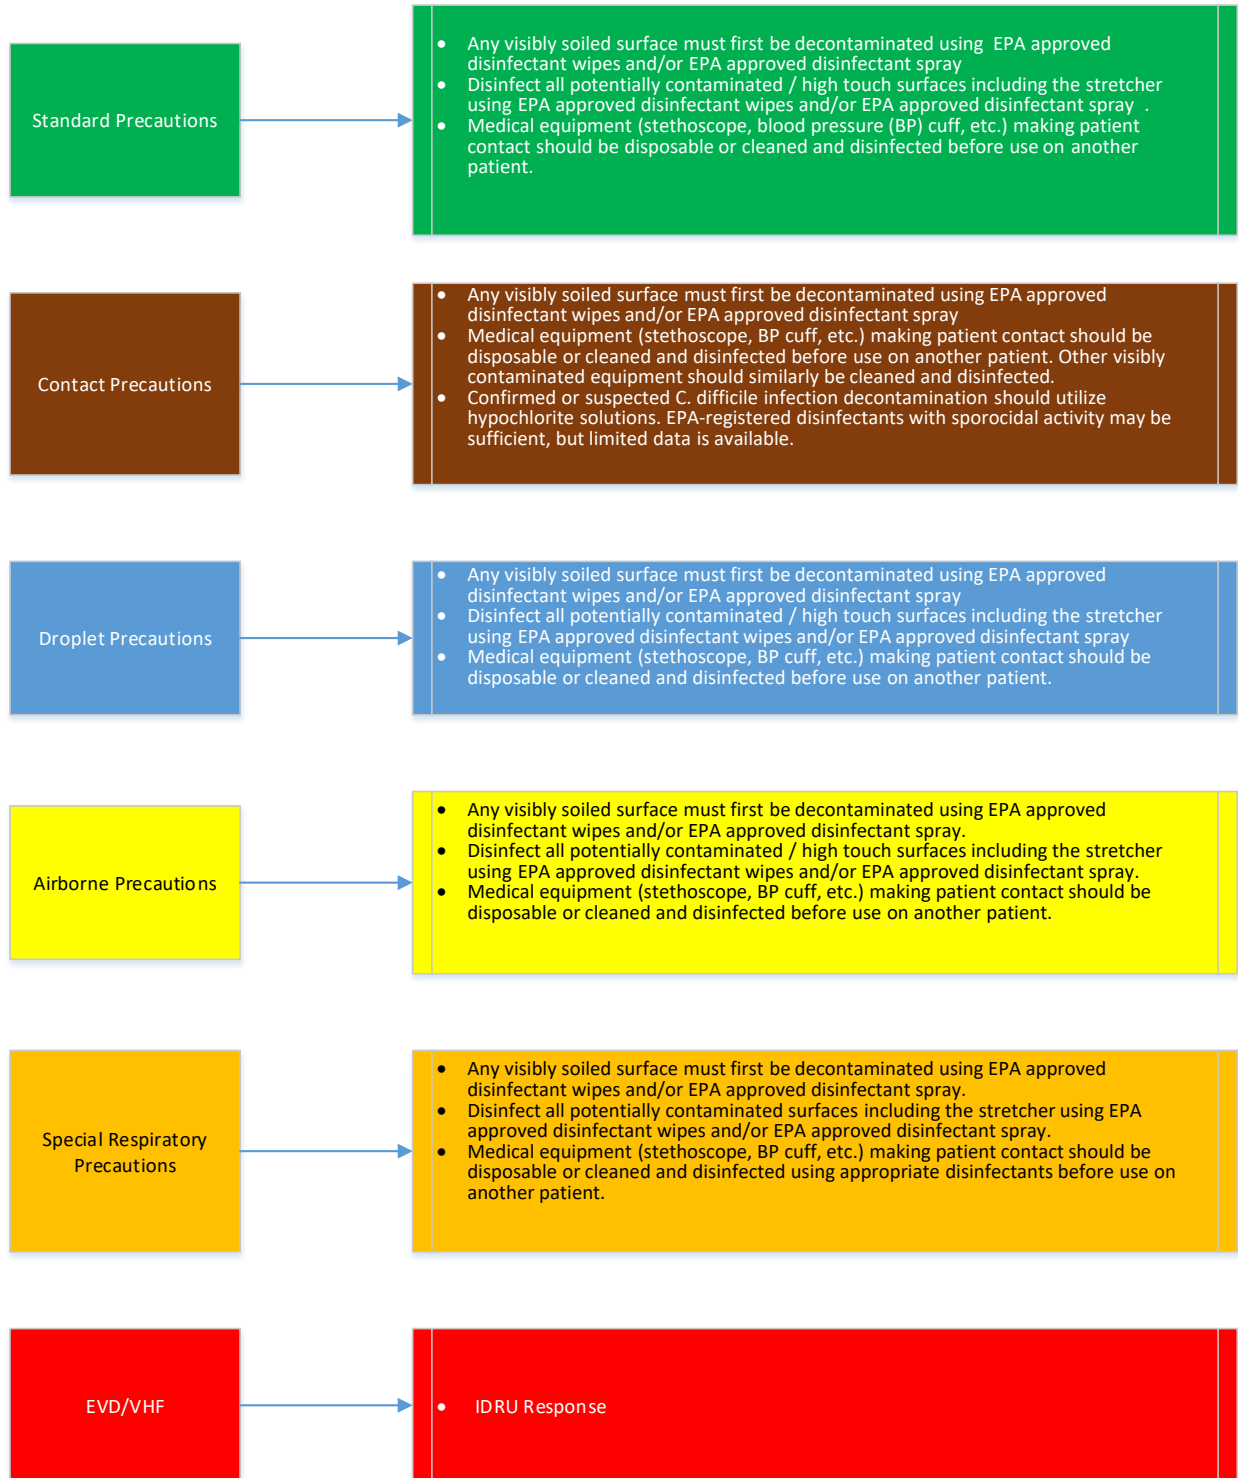 Standard Precautions
• Any visibly soiled surface must first be decontaminated using  EPA approved
disinfectant wipes and/or EPA approved disinfectant spray
• Disinfect all potentially contaminated / high touch surfaces including the stretcher
using EPA approved disinfectant wipes and/or EPA approved disinfectant spray  .
• Medical equipment (stethoscope, blood pressure (BP) cuff, etc.) making patient
contact should be disposable or cleaned and disinfected before use on another
patient.
Contact Precautions
• Any visibly soiled surface must first be decontaminated using EPA approved
disinfectant wipes and/or EPA approved disinfectant spray
• Medical equipment (stethoscope, BP cuff, etc.) making patient contact should be
disposable or cleaned and disinfected before use on another patient. Other visibly
contaminated equipment should similarly be cleaned and disinfected.
• Confirmed or suspected C. difficile infection decontamination should utilize
hypochlorite solutions. EPA-registered disinfectants with sporocidal activity may be
sufficient, but limited data is available.
Droplet Precautions
• Any visibly soiled surface must first be decontaminated using EPA approved
disinfectant wipes and/or EPA approved disinfectant spray
• Disinfect all potentially contaminated / high touch surfaces including the stretcher
using EPA approved disinfectant wipes and/or EPA approved disinfectant spray
• Medical equipment (stethoscope, BP cuff, etc.) making patient contact should be
disposable or cleaned and disinfected before use on another patient.
Airborne Precautions
• Any visibly soiled surface must first be decontaminated using EPA approved
disinfectant wipes and/or EPA approved disinfectant spray.
• Disinfect all potentially contaminated / high touch surfaces including the stretcher
using EPA approved disinfectant wipes and/or EPA approved disinfectant spray.
• Medical equipment (stethoscope, BP cuff, etc.) making patient contact should be
disposable or cleaned and disinfected before use on another patient.
Special Respiratory
Precautions
• Any visibly soiled surface must first be decontaminated using EPA approved
disinfectant wipes and/or EPA approved disinfectant spray.
• Disinfect all potentially contaminated surfaces including the stretcher using EPA
approved disinfectant wipes and/or EPA approved disinfectant spray.
• Medical equipment (stethoscope, BP cuff, etc.) making patient contact should be
disposable or cleaned and disinfected using appropriate disinfectants before use on
another patient.
EVD/VHF
• IDRU Response